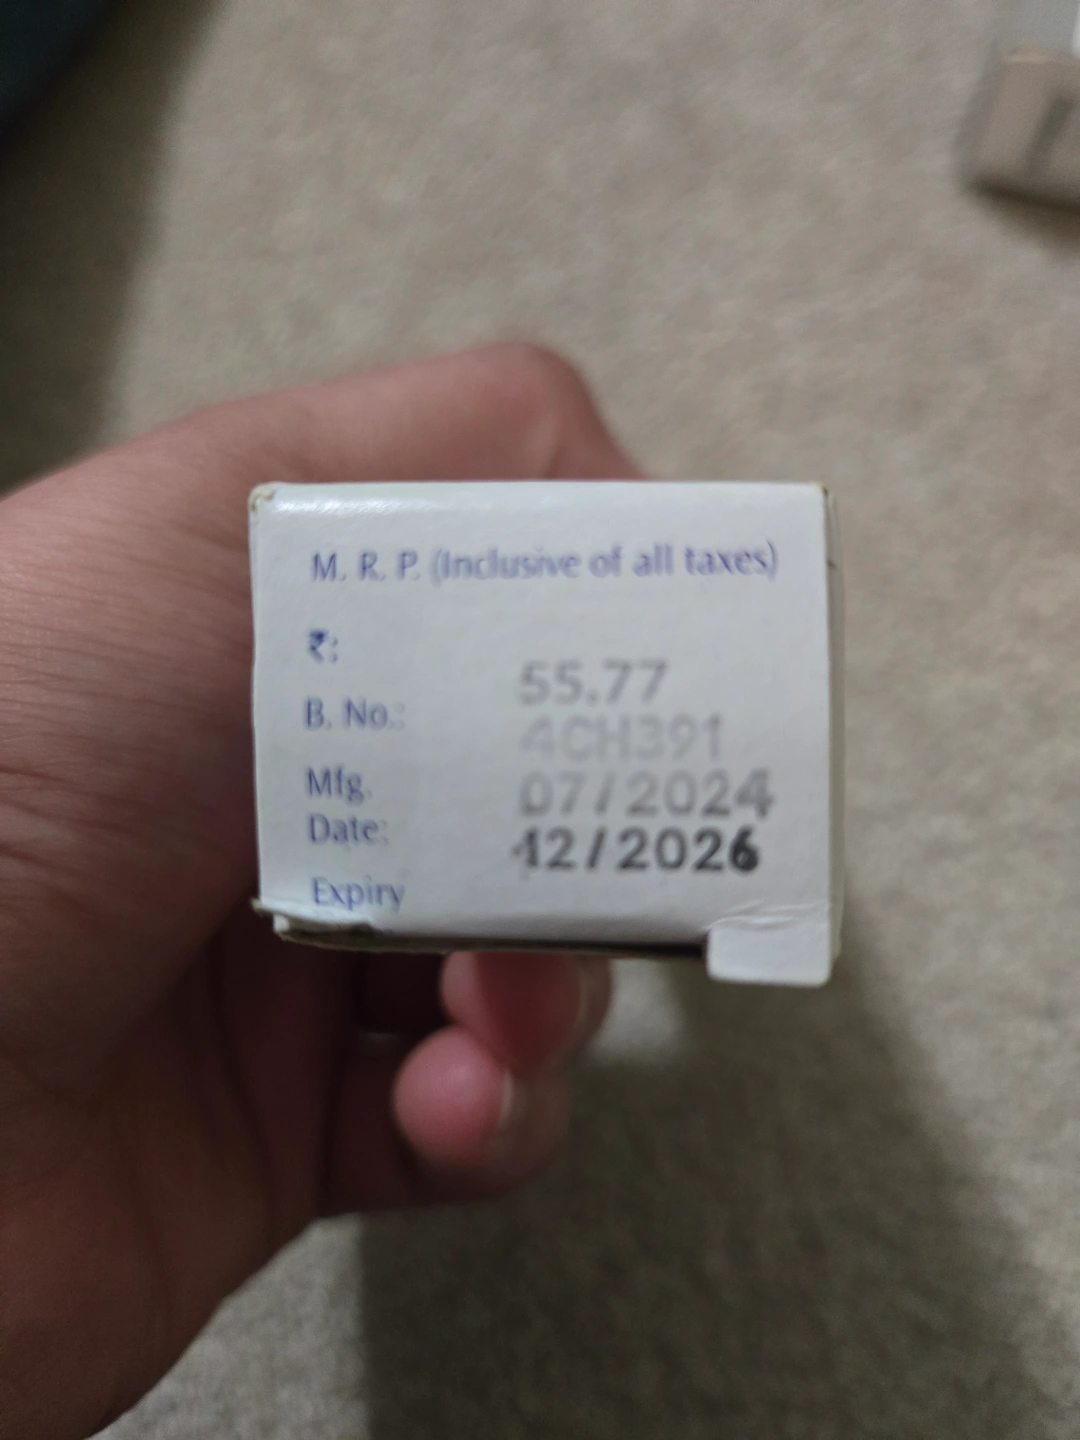 M. R. P. (Inclusive of all taxes)
₹: 55.77
B. No.: 4CH391
Mfg. 07/2024
Date: 12/2026
Expiry